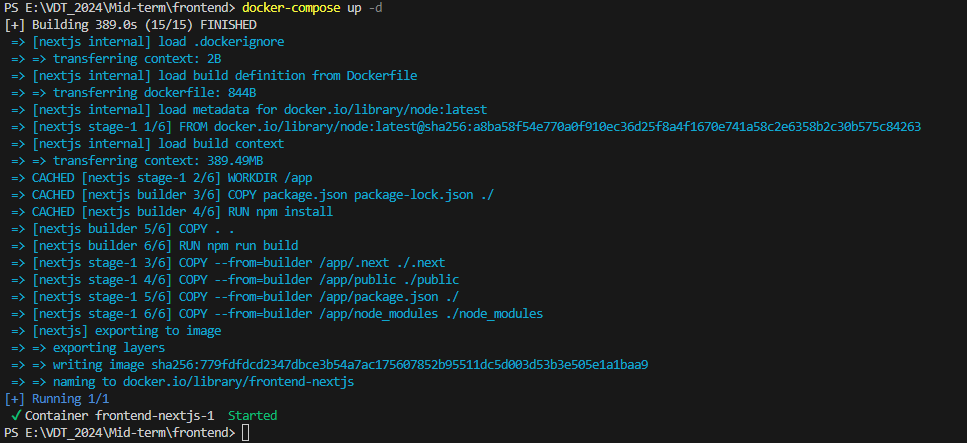 PS E:\VDT_2024\Mid-term\frontend> docker-compose up -d
[+] Building 389.0s (15/15) FINISHED
=> [nextjs internal] load .dockerignore
=> => transferring context: 2B
=> [nextjs internal] load build definition from Dockerfile
=> => transferring dockerfile: 844B
=> [nextjs internal] load metadata for docker.io/library/node:latest
=> [nextjs stage-1 1/6] FROM docker.io/library/node:latest@sha256:a8ba58f54e770a0f910ec36d25f8a4f1670e741a58c2e6358b2c30b575c84263
=> [nextjs internal] load build context
=> => transferring context: 389.49MB
=> CACHED [nextjs stage-1 2/6] WORKDIR /app
=> CACHED [nextjs builder 3/6] COPY package.json package-lock.json ./
=> CACHED [nextjs builder 4/6] RUN npm install
=> [nextjs builder 5/6] COPY . .
=> [nextjs builder 6/6] RUN npm run build
=> [nextjs stage-1 3/6] COPY --from=builder /app/.next ./.next
=> [nextjs stage-1 4/6] COPY --from=builder /app/public ./public
=> [nextjs stage-1 5/6] COPY --from=builder /app/package.json ./
=> [nextjs stage-1 6/6] COPY --from=builder /app/node_modules ./node_modules
=> [nextjs] exporting to image
=> => exporting layers
=> => writing image sha256:779fdfdcd2347dbce3b54a7ac175607852b95511dc5d003d53b3e505e1a1baa9
=> => naming to docker.io/library/frontend-nextjs
[+] Running 1/1
✔ Container frontend-nextjs-1 Started
PS E:\VDT_2024\Mid-term\frontend>